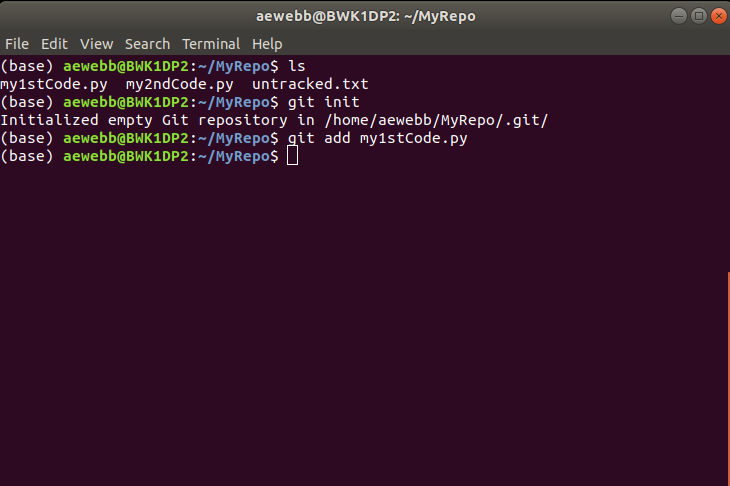 aewebb@BWK1DP2: ~/MyRepo
File Edit View Search Terminal Help
(base) aewebb@BWK1DP2:~/MyRepo$ ls
my1stCode.py  my2ndCode.py  untracked.txt
(base) aewebb@BWK1DP2:~/MyRepo$ git init
Initialized empty Git repository in /home/aewebb/MyRepo/.git/
(base) aewebb@BWK1DP2:~/MyRepo$ git add my1stCode.py
(base) aewebb@BWK1DP2:~/MyRepo$